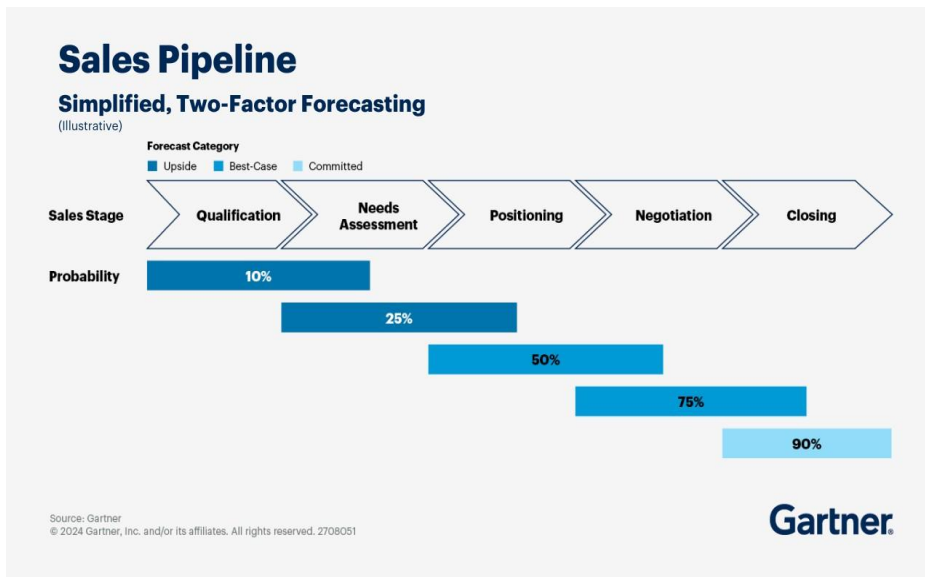 Sales Pipeline
Simplified, Two-Factor Forecasting
(Illustrative)
Forecast Category
Upside Best-Case Committed
Sales Stage Qualification Needs Assessment Positioning Negotiation Closing
Probability 10%
25%
50%
75%
90%
Source: Gartner
© 2024 Gartner, Inc. and/or its affiliates. All rights reserved. 2708051
Gartner®